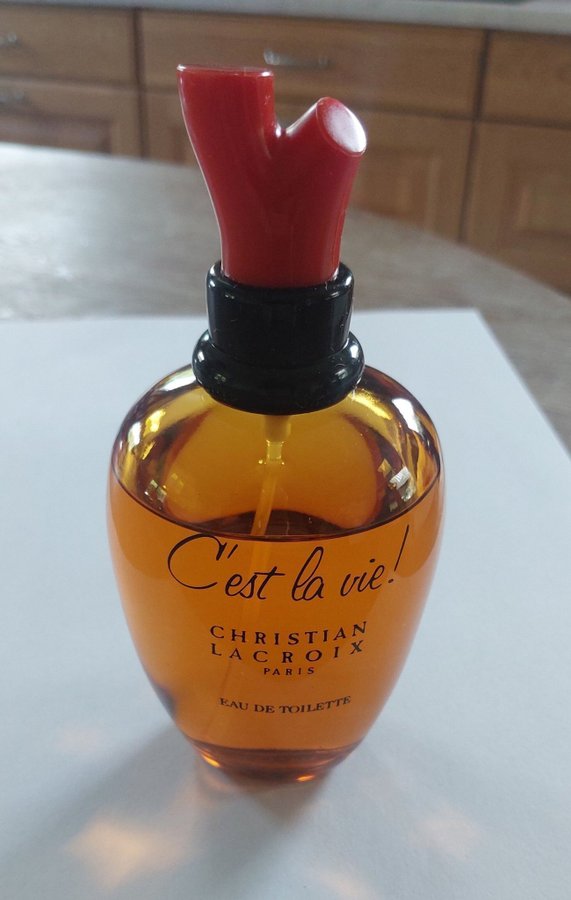 C'est la vie!
CHRISTIAN
LACROIX
PARIS
EAU DE TOILETTE